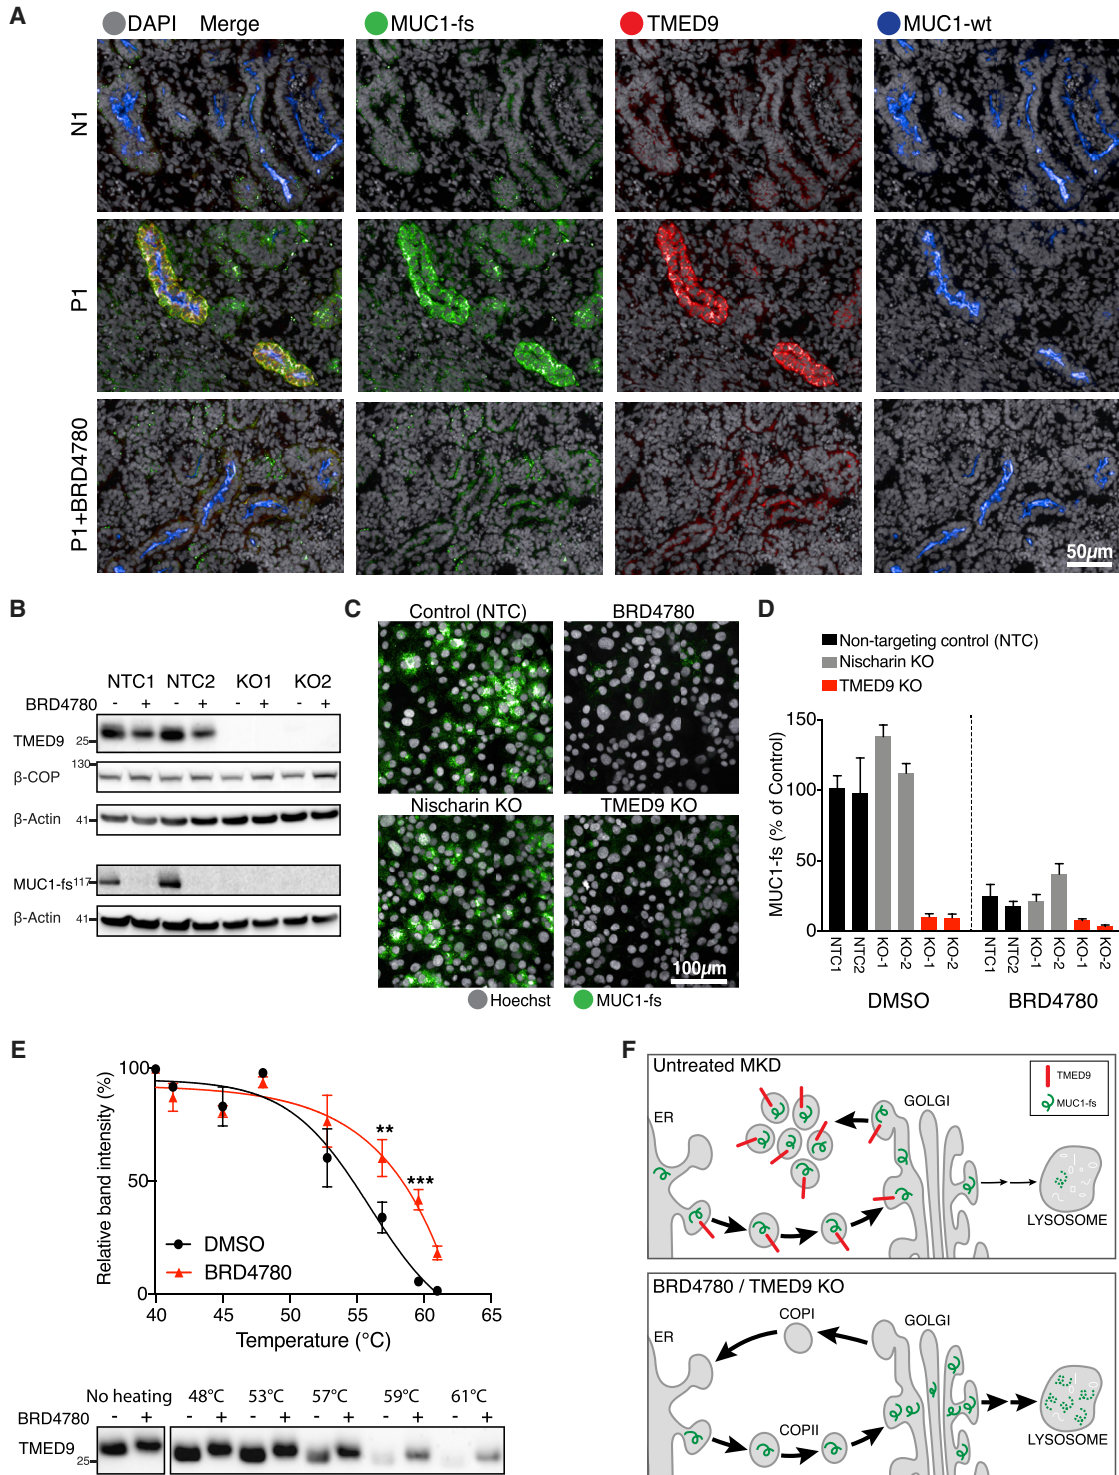 A
DAPI Merge
MUC1-fs
TMED9
MUC1-wt
N1
P1
P1+BRD4780
50µm
B
NTC1 NTC2 KO1 KO2
BRD4780 - + - + - + - +
TMED9 25
β-COP 130
β-Actin 41
MUC1-fs 117
β-Actin 41
C
Control (NTC) BRD4780
Nischarin KO TMED9 KO
100µm
Hoechst MUC1-fs
D
Non-targeting control (NTC)
Nischarin KO
TMED9 KO
MUC1-fs (% of Control)
150
100
50
0
NTC1 NTC2 KO-1 KO-2 KO-1 KO-2 NTC1 NTC2 KO-1 KO-2 KO-1 KO-2
DMSO BRD4780
E
Relative band intensity (%)
100
50
0
** 
***
DMSO
BRD4780
40 45 50 55 60 65
Temperature (°C)
No heating 48°C 53°C 57°C 59°C 61°C
BRD4780 - + - + - + - + - + - +
TMED9
25
F
Untreated MKD
TMED9
MUC1-fs
ER
GOLGI
LYSOSOME
BRD4780 / TMED9 KO
COPI
GOLGI
ER
COPII
LYSOSOME